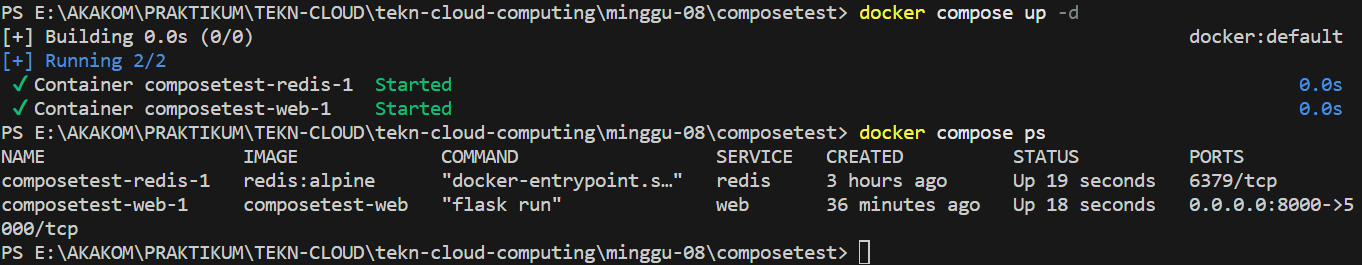 PS E:\AKAKOM\PRAKTIKUM\TEKN-CLOUD\tekn-cloud-computing\minggu-08\composetest> docker compose up -d
[+] Building 0.0s (0/0) docker:default
[+] Running 2/2
✔ Container composetest-redis-1 Started 0.0s
✔ Container composetest-web-1 Started 0.0s
PS E:\AKAKOM\PRAKTIKUM\TEKN-CLOUD\tekn-cloud-computing\minggu-08\composetest> docker compose ps
NAME IMAGE COMMAND SERVICE CREATED STATUS PORTS
composetest-redis-1 redis:alpine "docker-entrypoint.s…" redis 3 hours ago Up 19 seconds 6379/tcp
composetest-web-1 composetest-web "flask run" web 36 minutes ago Up 18 seconds 0.0.0.0:8000->5
000/tcp
PS E:\AKAKOM\PRAKTIKUM\TEKN-CLOUD\tekn-cloud-computing\minggu-08\composetest>